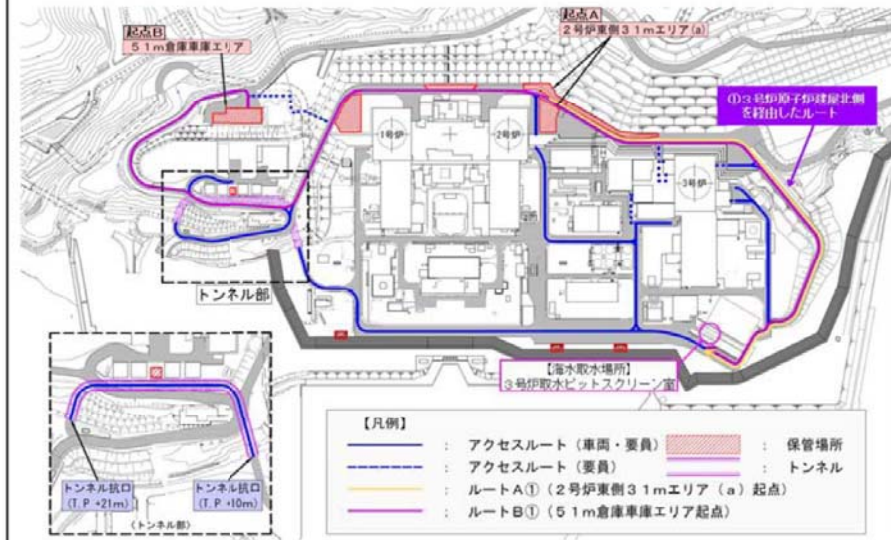 起点B
51m倉庫車庫エリア
起点A
2号炉東側31mエリア(a)
①3号炉原子炉建屋北側
を経由したルート
1号炉
2号炉
3号炉
トンネル部
【海水取水場所】
3号炉取水ピットスクリーン室
トンネル坑口
(T.P +21m)
トンネル坑口
(T.P +10m)
(トンネル部)
【凡例】
: アクセスルート(車両・要員)
: 保管場所
: アクセスルート(要員)
: トンネル
: ルートA①(2号炉東側31mエリア(a)起点)
: ルートB①(51m倉庫車庫エリア起点)